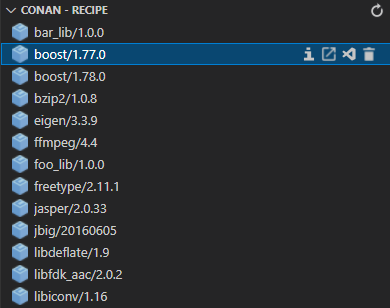 CONAN - RECIPE
bar_lib/1.0.0
boost/1.77.0
boost/1.78.0
bzip2/1.0.8
eigen/3.3.9
ffmpeg/4.4
foo_lib/1.0.0
freetype/2.11.1
jasper/2.0.33
jbig/20160605
libdeflate/1.9
libfdk_aac/2.0.2
libiconv/1.16